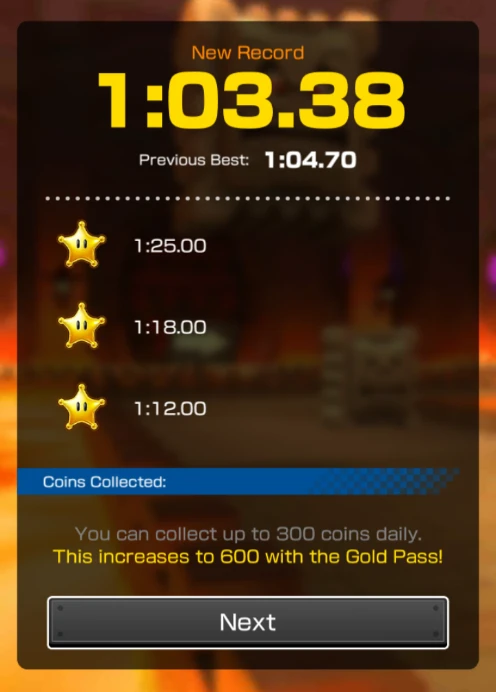 New Record
1:03.38
Previous Best: 1:04.70
1:25.00
1:18.00
1:12.00
Coins Collected:
You can collect up to 300 coins daily.
This increases to 600 with the Gold Pass!
Next